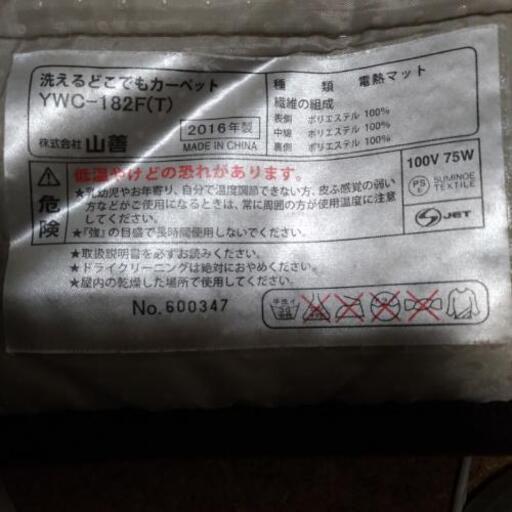 洗えるどこでもカーペット
YWC-182F(T)
株式会社 山善
2016年製
MADE IN CHINA
種類 電熱マット
繊維の組成
表側 ポリエステル 100%
中綿 ポリエステル 100%
裏側 ポリエステル 100%
危険
低温やけどの恐れがあります。
★乳幼児やお年寄り、自分で温度調節できない方、皮ふ感覚の弱い
方などがご使用になるときは、常に周囲の方が使用温度に注意
してください。
★『強』の目盛で長時間使用しないでください。
100V 75W
PS E
SUMINOE
TEXTILE
JET
★取扱説明書を必ずお読みください。
★ドライクリーニングは絶対におやめください。
★屋内の乾燥した場所で使用してください。
No.600347
手洗イ
30